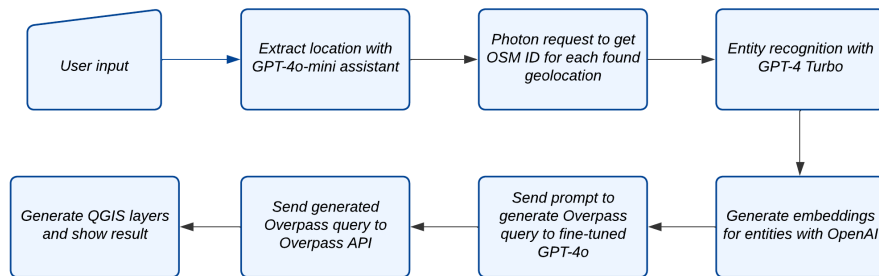 User input
Extract location with
GPT-4o-mini assistant
Photon request to get
OSM ID for each found
geolocation
Entity recognition with
GPT-4 Turbo
Generate embeddings
for entities with OpenAI
Send prompt to
generate Overpass
query to fine-tuned
GPT-4o
Send generated
Overpass query to
Overpass API
Generate QGIS layers
and show result